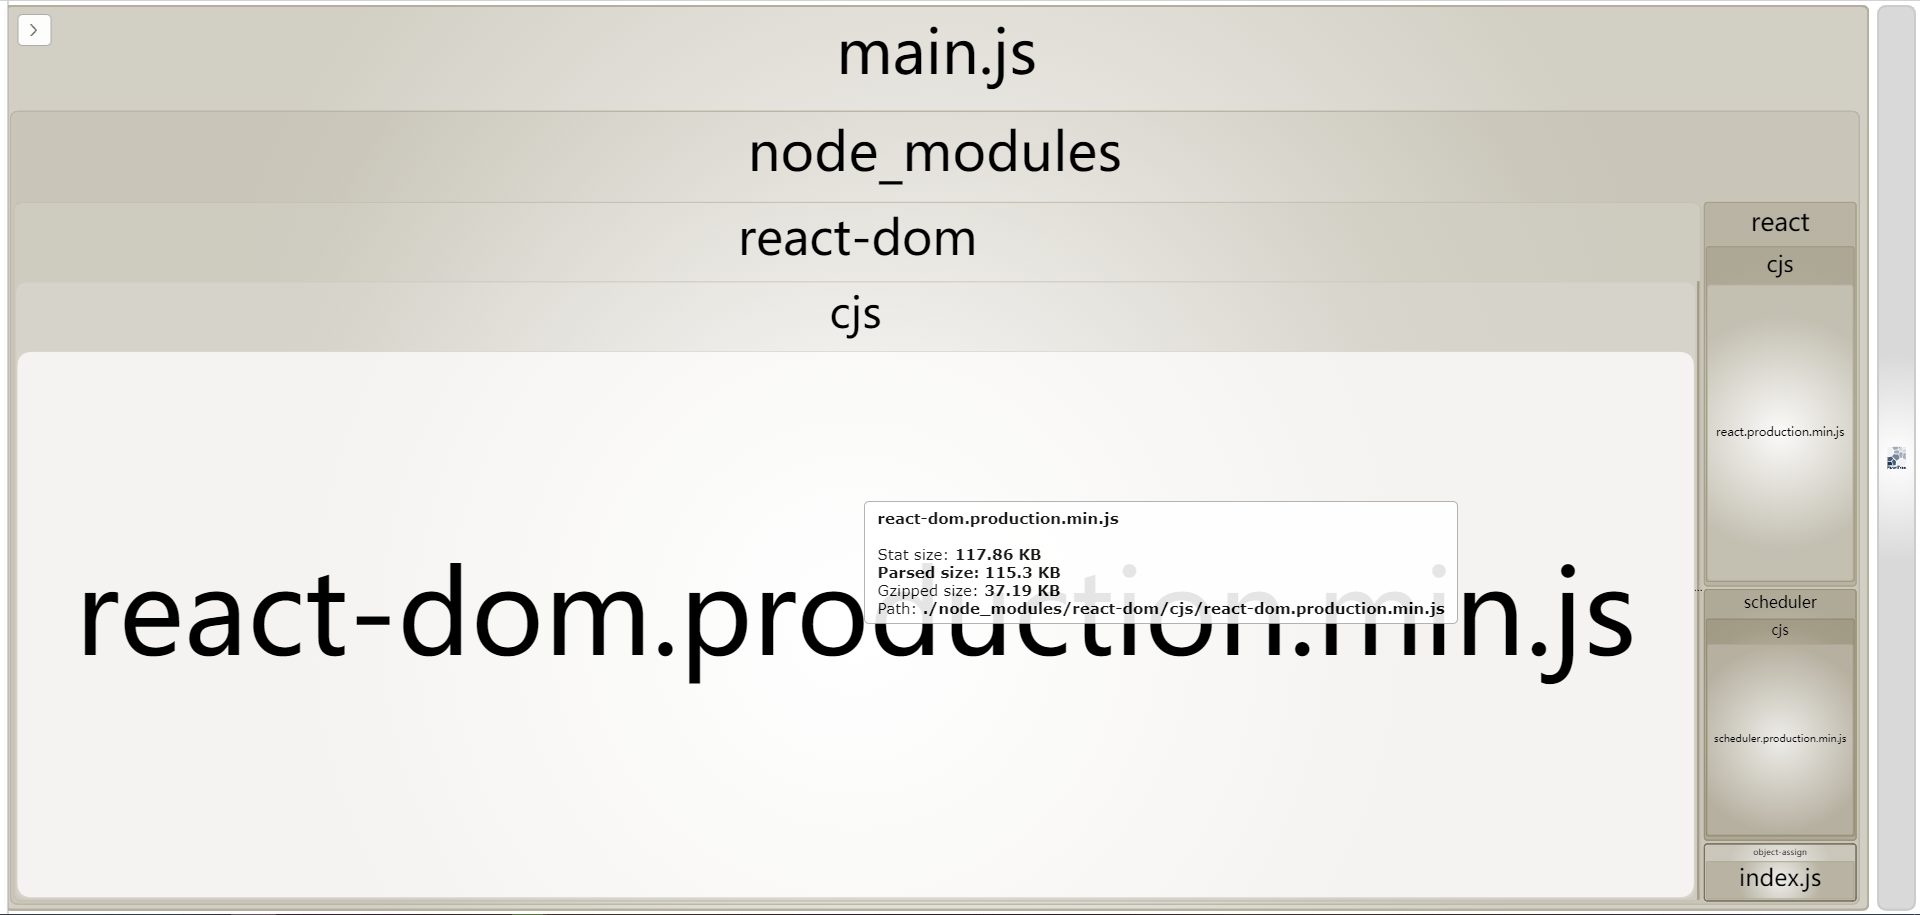 main.js
node_modules
react-dom
cjs
react-dom.production.min.js
react-dom.production.min.js
Stat size: 117.86 KB
Parsed size: 115.3 KB
Gzipped size: 37.19 KB
Path: ./node_modules/react-dom/cjs/react-dom.production.min.js
react
cjs
react.production.min.js
...
scheduler
cjs
scheduler.production.min.js
object-assign
index.js